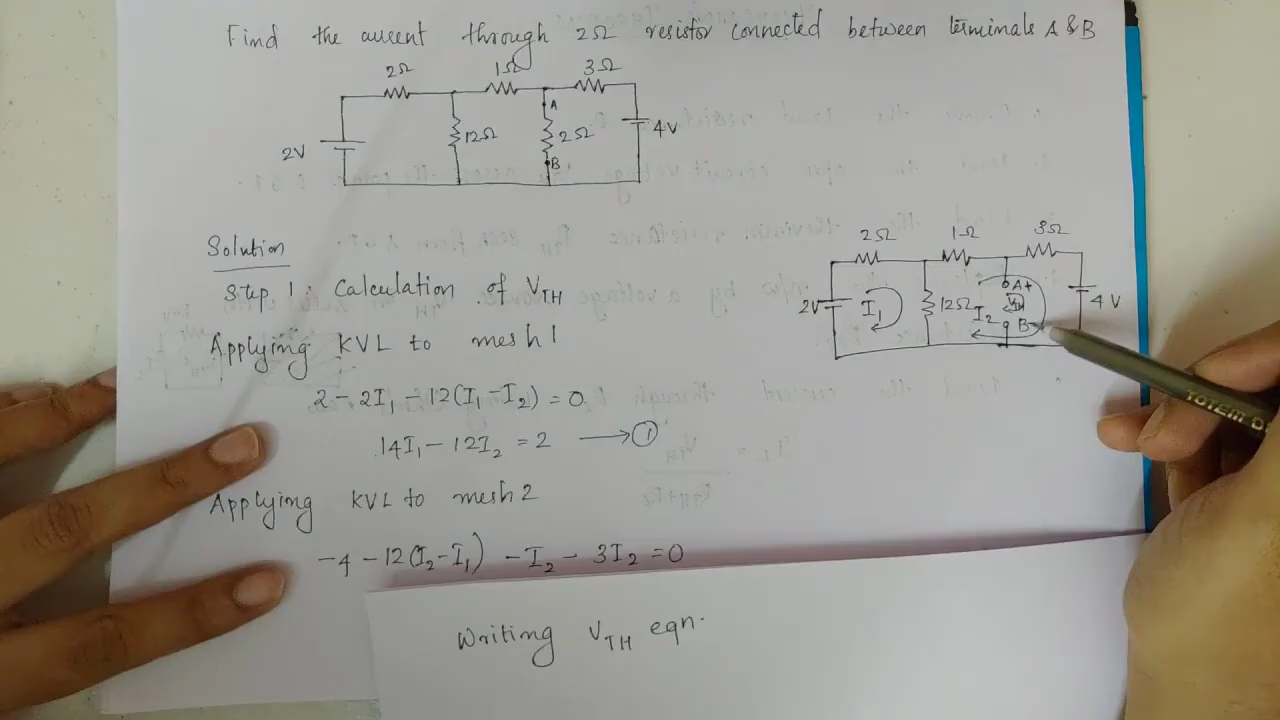 Find the current through 2Ω resistor connected between terminals A & B
2Ω 1Ω 3Ω
2V 12Ω A 2Ω B 4V
Solution
Step 1: Calculation of VTH
Applying KVL to mesh 1
2 - 2I1 - 12(I1 - I2) = 0
14I1 - 12I2 = 2 → ①
Applying KVL to mesh 2
-4 - 12(I2 - I1) - I2 - 3I2 = 0
Writing VTH eqn.
2Ω 1Ω 3Ω
2V I1 12Ω I2 A+ VTH B- 4V
TOTEM